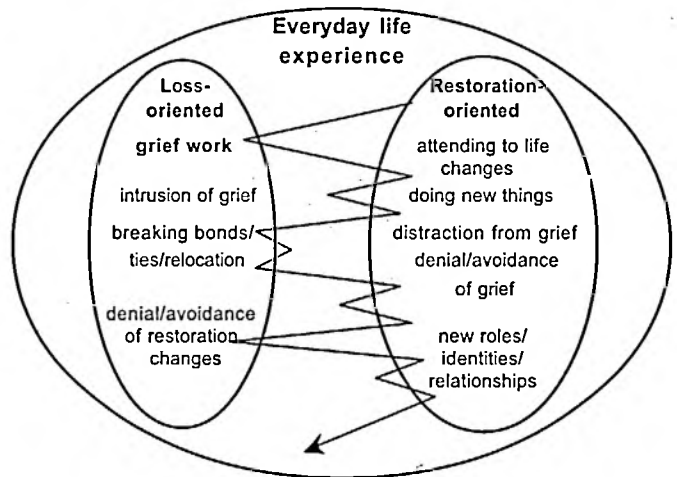 Everyday life
experience
Loss-
oriented
grief work
intrusion of grief
breaking bonds/
ties/relocation
denial/avoidance
of restoration
changes
Restoration-
oriented
attending to life
changes
doing new things
distraction from grief
denial/avoidance
of grief
new roles/
identities/
relationships